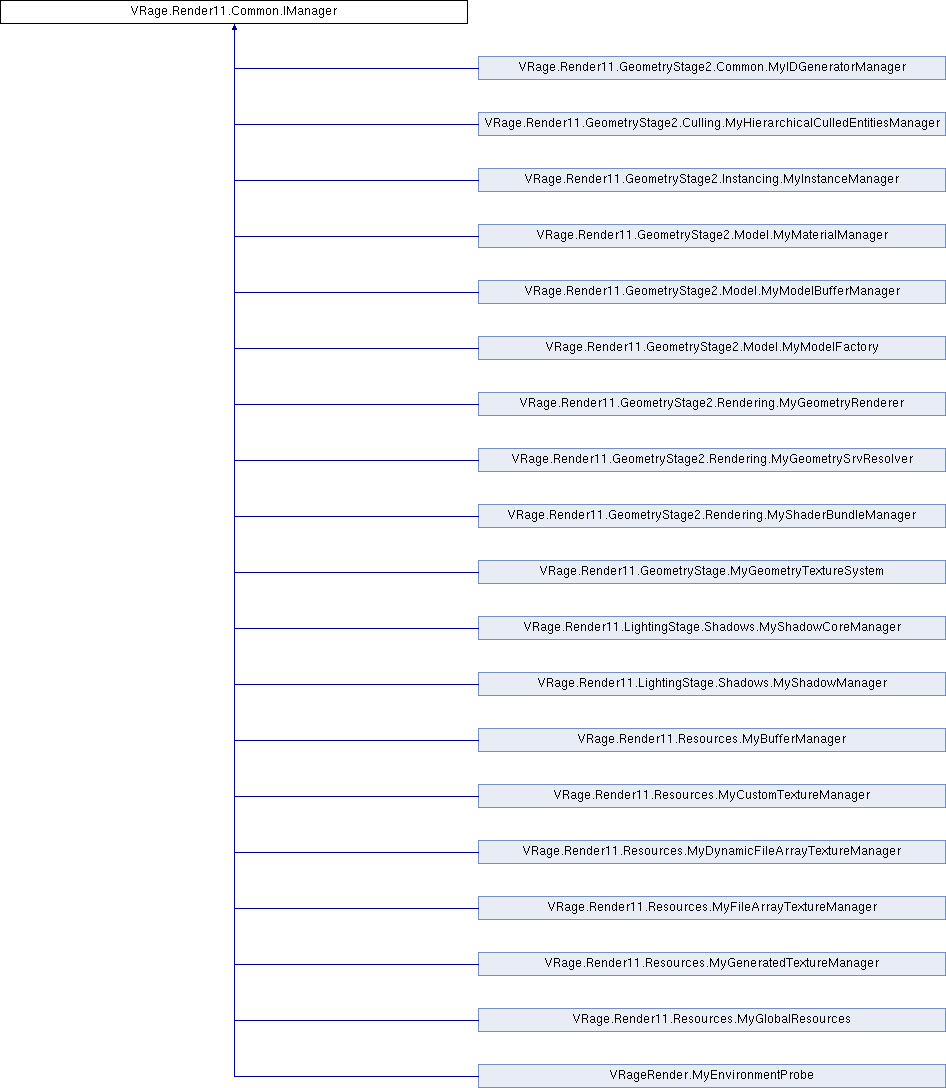 VRage.Render11.Common.IManager
VRage.Render11.GeometryStage2.Common.MyIDGeneratorManager
VRage.Render11.GeometryStage2.Culling.MyHierarchicalCulledEntitiesManager
VRage.Render11.GeometryStage2.Instancing.MyInstanceManager
VRage.Render11.GeometryStage2.Model.MyMaterialManager
VRage.Render11.GeometryStage2.Model.MyModelBufferManager
VRage.Render11.GeometryStage2.Model.MyModelFactory
VRage.Render11.GeometryStage2.Rendering.MyGeometryRenderer
VRage.Render11.GeometryStage2.Rendering.MyGeometrySrvResolver
VRage.Render11.GeometryStage2.Rendering.MyShaderBundleManager
VRage.Render11.GeometryStage.MyGeometryTextureSystem
VRage.Render11.LightingStage.Shadows.MyShadowCoreManager
VRage.Render11.LightingStage.Shadows.MyShadowManager
VRage.Render11.Resources.MyBufferManager
VRage.Render11.Resources.MyCustomTextureManager
VRage.Render11.Resources.MyDynamicFileArrayTextureManager
VRage.Render11.Resources.MyFileArrayTextureManager
VRage.Render11.Resources.MyGeneratedTextureManager
VRage.Render11.Resources.MyGlobalResources
VRageRender.MyEnvironmentProbe